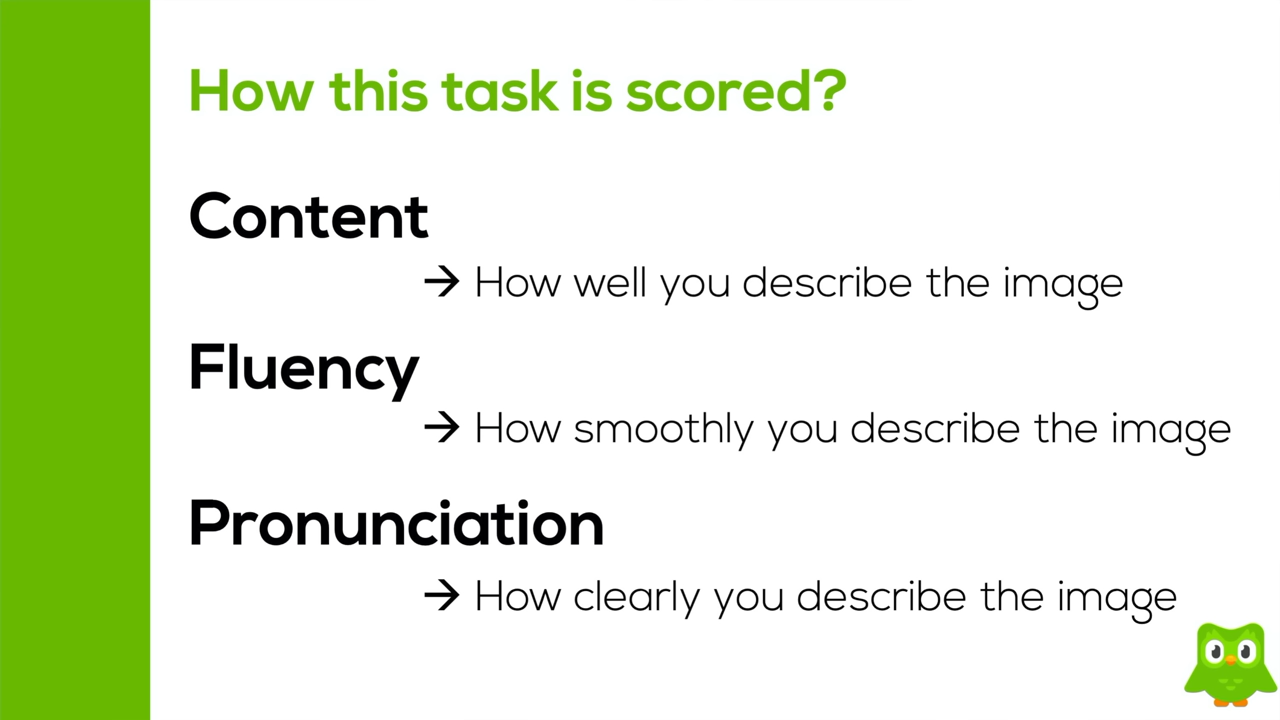 How this task is scored?
Content
→ How well you describe the image
Fluency
→ How smoothly you describe the image
Pronunciation
→ How clearly you describe the image